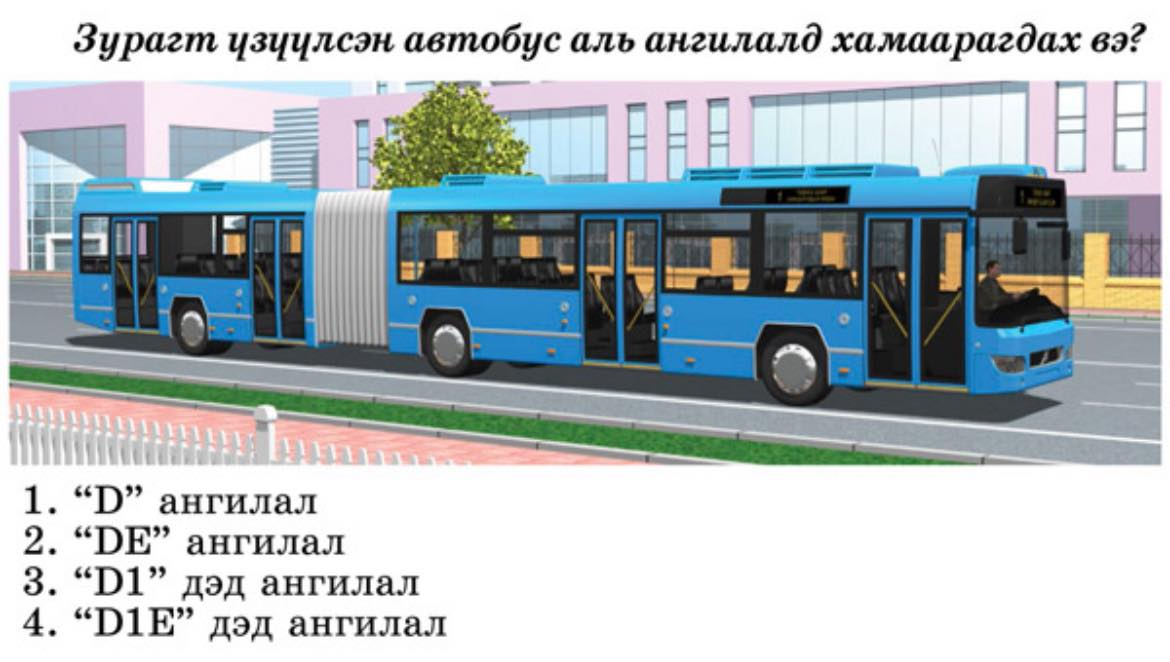 Зурагт үзүүлсэн автобус аль ангилалд хамаарагдах вэ?
1. “D” ангилал
2. “DE” ангилал
3. “D1” дэд ангилал
4. “D1E” дэд ангилал